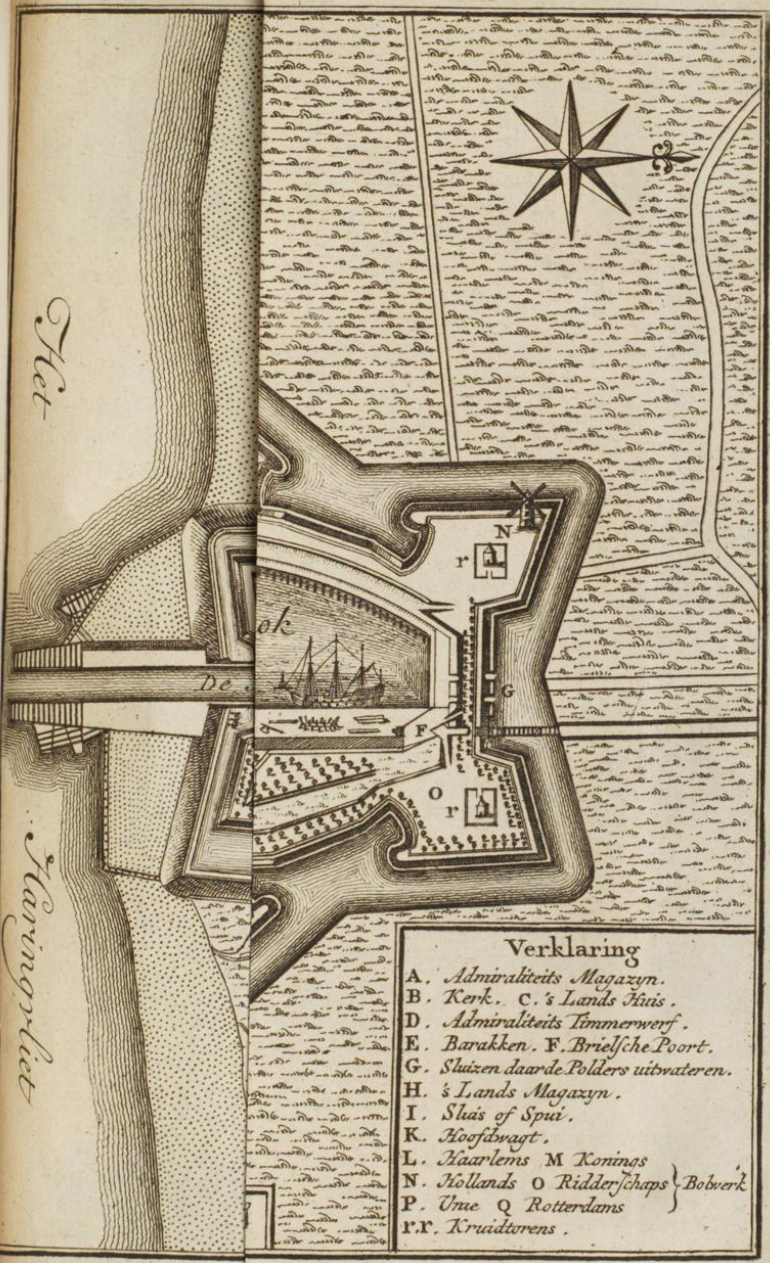 Het
Haringvliet
ok
De
N
r
G
F
O
r
Verklaring
A. Admiraliteits Magazyn.
B. Kerk. C. 's Lands Huis.
D. Admiraliteits Timmerwerf.
E. Barakken. F. Brielsche Poort.
G. Sluizen daar de Polders uitwateren.
H. 's Lands Magazyn.
I. Sluis of Spui.
K. Hoofdwagt.
L. Haarlems M Konings
N. Hollands O Ridderschaps } Bolwerk
P. Unie Q Rotterdams
r.r. Kruidtorens.